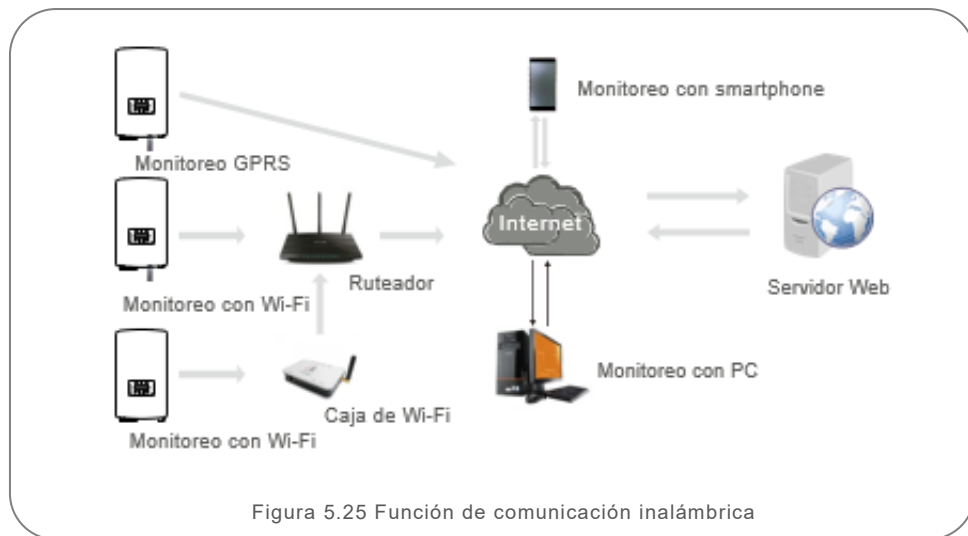 Monitoreo con smartphone
Monitoreo GPRS
Internet
Ruteador
Servidor Web
Monitoreo con Wi-Fi
Monitoreo con PC
Caja de Wi-Fi
Monitoreo con Wi-Fi
Figura 5.25 Función de comunicación inalámbrica